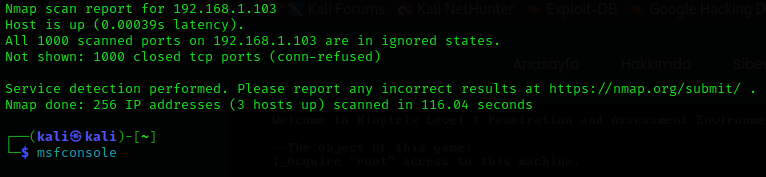 Nmap scan report for 192.168.1.103
Host is up (0.00039s latency).
All 1000 scanned ports on 192.168.1.103 are in ignored states.
Not shown: 1000 closed tcp ports (conn-refused)
Service detection performed. Please report any incorrect results at https://nmap.org/submit/ .
Nmap done: 256 IP addresses (3 hosts up) scanned in 116.04 seconds
┌──(kali㉿kali)-[~]
└─$ msfconsole
Kali Forums
Kali NetHunter
Exploit-DB
Google Hacking D
Anasayfa
Hakkımda
Siber
Welcome to Kioptrix Level 1 Penetration and Assessment Environme
--The object of this game:
|_Acquire "root" access to this machine.